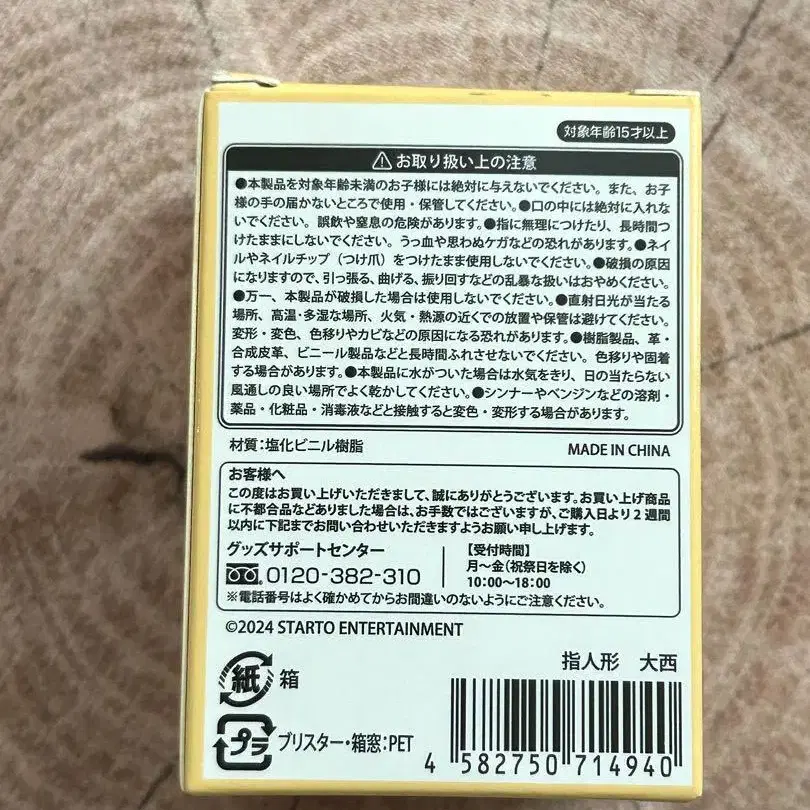 対象年齢15才以上
⚠お取り扱い上の注意
●本製品を対象年齢未満のお子様には絶対に与えないでください。また、お子
様の手の届かないところで使用・保管してください。●口の中には絶対に入れな
いでください。誤飲や窒息の危険があります。●指に無理につけたり、長時間つ
けたままにしないでください。うっ血や思わぬケガなどの恐れがあります。●ネイ
ルやネイルチップ（つけ爪）をつけたまま使用しないでください。●破損の原因
になりますので、引っ張る、曲げる、振り回すなどの乱暴な扱いはおやめください。
●万一、本製品が破損した場合は使用しないでください。●直射日光が当たる
場所、高温・多湿な場所、火気・熱源の近くでの放置や保管は避けてください。
変形・変色、色移りやカビなどの原因になる恐れがあります。●樹脂製品、革・
合成皮革、ビニール製品などと長時間ふれさせないでください。色移りや固着
する場合があります。●本製品に水がついた場合は水気をきり、日の当たらない
風通しの良い場所でよく乾かしてください。●シンナーやベンジンなどの溶剤・
薬品・化粧品・消毒液などと接触すると変色・変形する場合があります。
材質：塩化ビニル樹脂 MADE IN CHINA
お客様へ
この度はお買い上げいただきまして、誠にありがとうございます。お買い上げ商品
に不都合品などありました場合は、お手数ではございますが、ご購入日より2週間
以内に下記までお問い合わせいただきますようお願い申し上げます。
グッズサポートセンター
0120-382-310
【受付時間】
月〜金（祝祭日を除く）
10:00〜18:00
※電話番号はよく確かめてからお間違いのないようにご注意ください。
©2024 STARTO ENTERTAINMENT
指人形 大西
紙 箱
プラ ブリスター・箱窓：PET
4 582750 714940